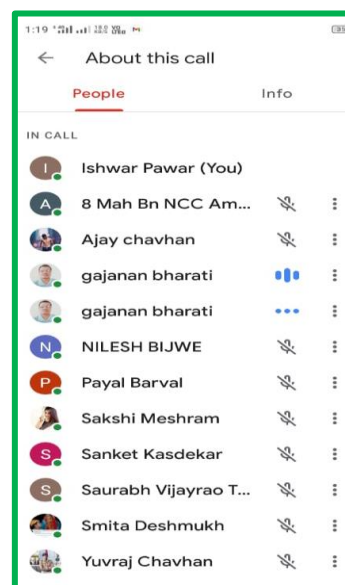 1:19
About this call
People Info
IN CALL
I Ishwar Pawar (You)
A 8 Mah Bn NCC Am...
Ajay chavhan
gajanan bharati
gajanan bharati
N NILESH BIJWE
P Payal Barval
Sakshi Meshram
S Sanket Kasdekar
S Saurabh Vijayrao T...
Smita Deshmukh
Yuvraj Chavhan